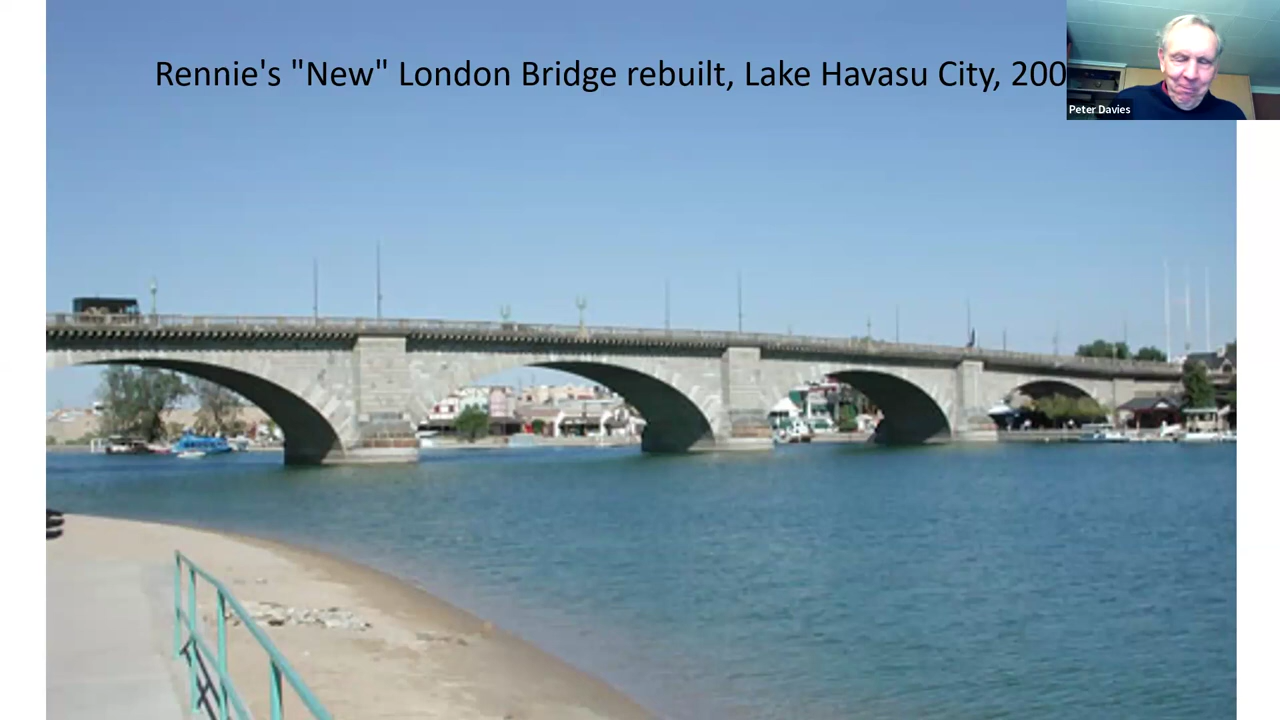 Rennie's "New" London Bridge rebuilt, Lake Havasu City, 200
Peter Davies